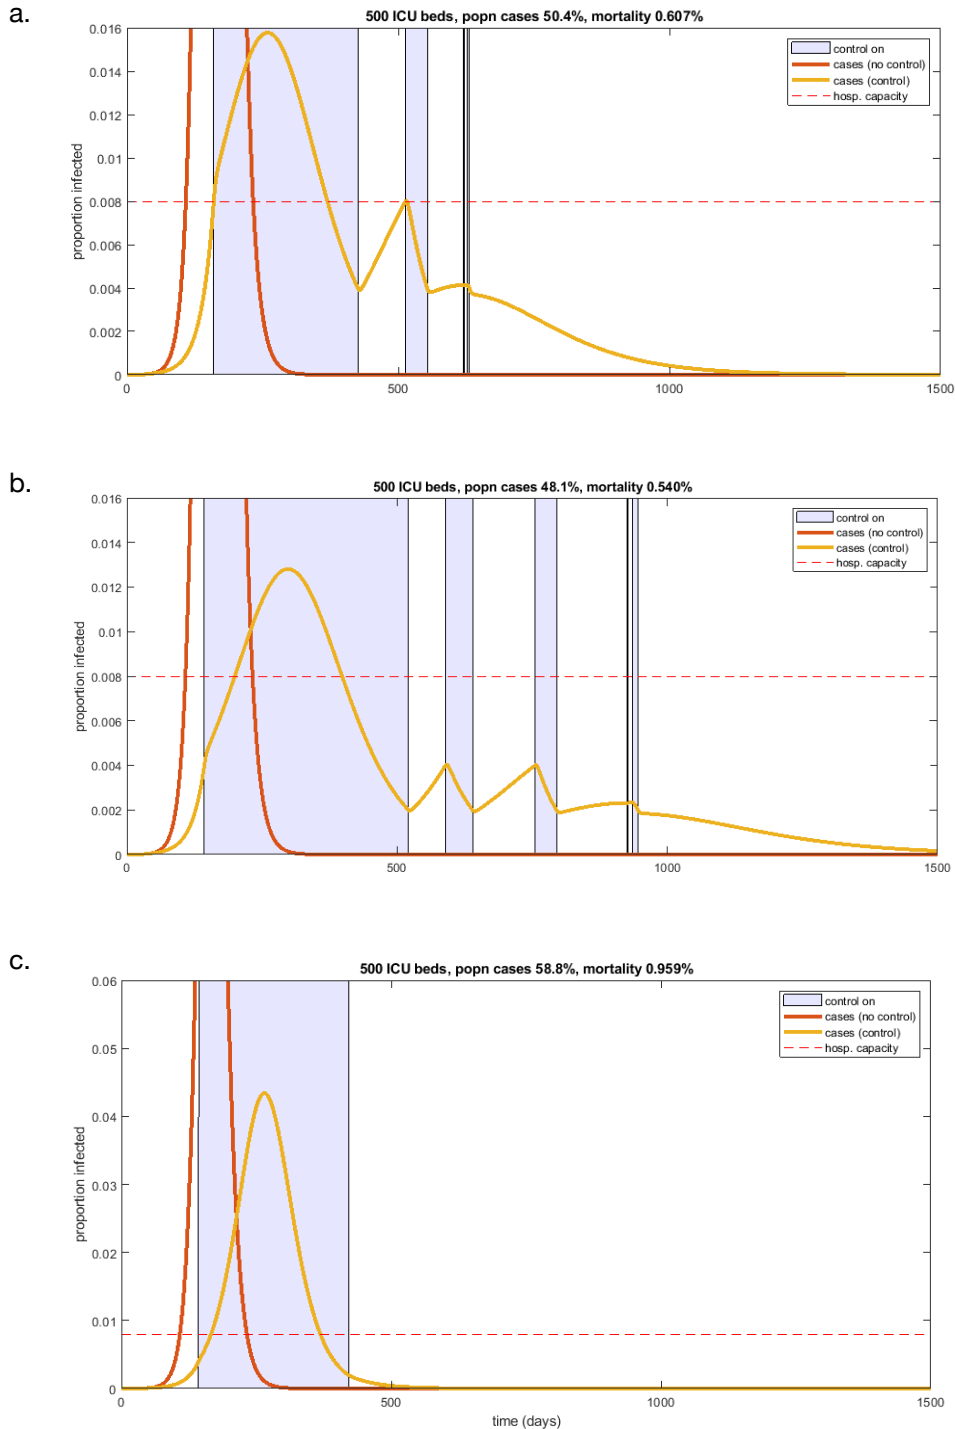 a.
500 ICU beds, popn cases 50.4%, mortality 0.607%
0.016
0.014
0.012
0.01
0.008
0.006
0.004
0.002
0
proportion infected
control on
cases (no control)
cases (control)
hosp. capacity
0
500
1000
1500
b.
500 ICU beds, popn cases 48.1%, mortality 0.540%
0.016
0.014
0.012
0.01
0.008
0.006
0.004
0.002
0
proportion infected
control on
cases (no control)
cases (control)
hosp. capacity
0
500
1000
1500
c.
500 ICU beds, popn cases 58.8%, mortality 0.959%
0.06
0.05
0.04
0.03
0.02
0.01
0
proportion infected
control on
cases (no control)
cases (control)
hosp. capacity
0
500
1000
1500
time (days)